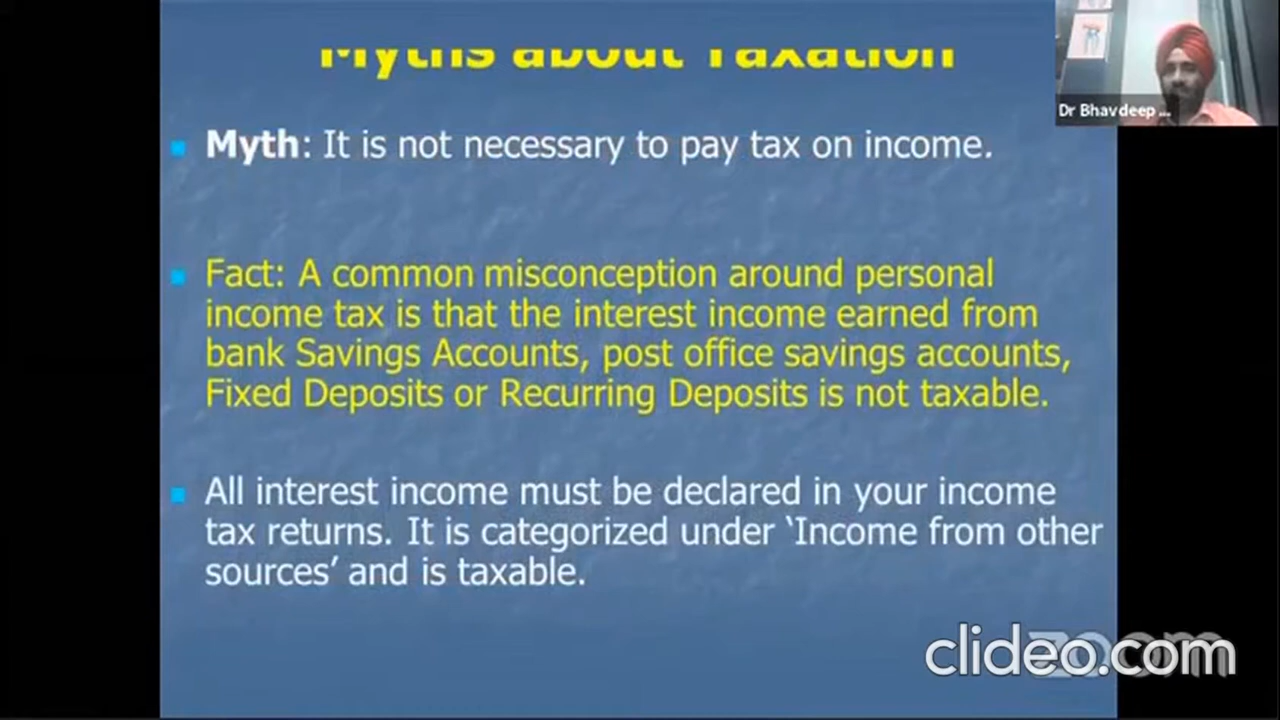 Myths about Taxation
Dr Bhavdeep ...
Myth: It is not necessary to pay tax on income.
Fact: A common misconception around personal
income tax is that the interest income earned from
bank Savings Accounts, post office savings accounts,
Fixed Deposits or Recurring Deposits is not taxable.
All interest income must be declared in your income
tax returns. It is categorized under ‘Income from other
sources’ and is taxable.
zoom
clideo.com